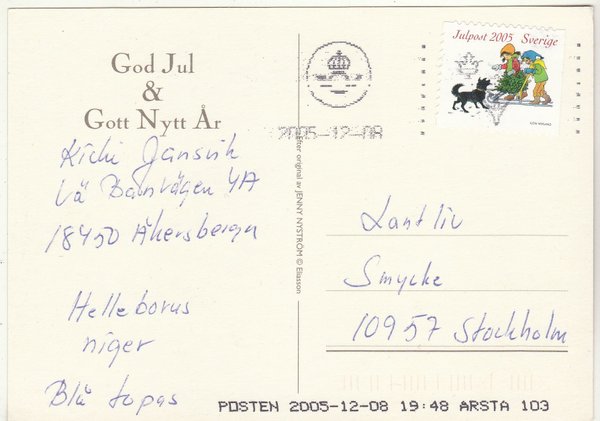 God Jul
&
Gott Nytt År
Kicki Jansvik
Vä Banvägen 4A
18450 Åkersberga
Helleborus
niger
Blå topas
2005-12-08
Julpost 2005 Sverige
efter original av JENNY NYSTRÖM © Eliasson
Lantliv
Smycke
10957 Stockholm
POSTEN 2005-12-08 19:48 ARSTA 103